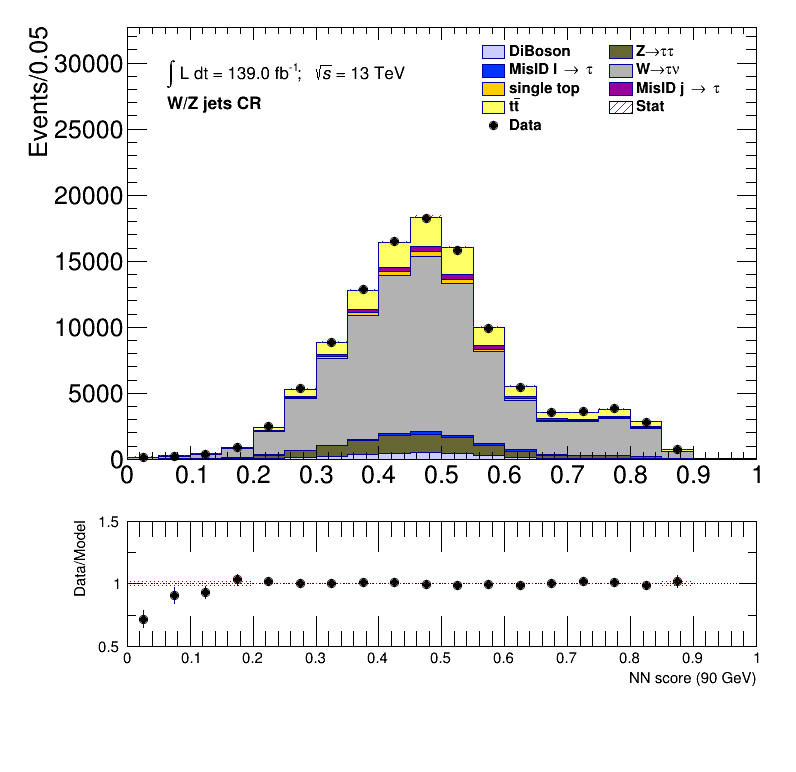 Events/0.05
30000
25000
20000
15000
10000
5000
0
∫ L dt = 139.0 fb⁻¹; √s = 13 TeV
W/Z jets CR
DiBoson
MisID l → τ
single top
tt̄
Data
Z→ττ
W→τν
MisID j → τ
Stat
0 0.1 0.2 0.3 0.4 0.5 0.6 0.7 0.8 0.9 1
Data/Model
1.5
1
0.5
0 0.1 0.2 0.3 0.4 0.5 0.6 0.7 0.8 0.9 1
NN score (90 GeV)